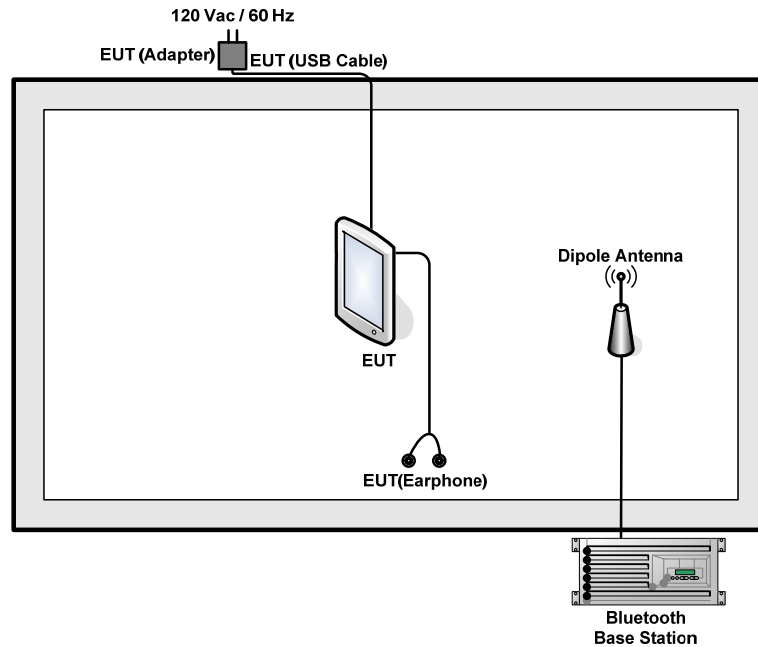 120 Vac / 60 Hz
EUT (Adapter)
EUT (USB Cable)
Dipole Antenna
EUT
EUT(Earphone)
Bluetooth
Base Station